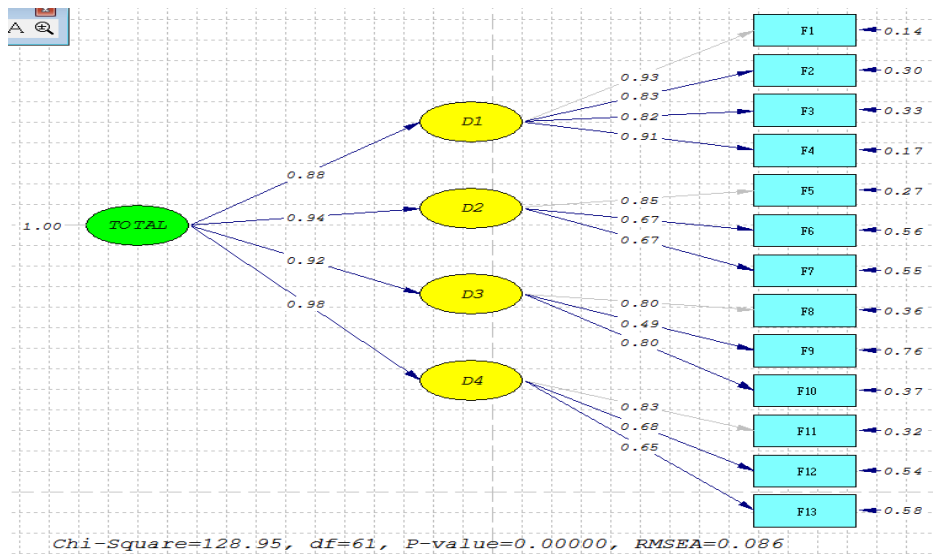 A
F1
0.14
0.93
F2
0.30
0.83
F3
0.33
0.82
D1
0.91
F4
0.17
0.88
F5
0.27
0.85
D2
0.94
0.67
F6
0.56
1.00
TOTAL
0.67
F7
0.55
0.92
D3
0.80
F8
0.36
0.98
0.49
F9
0.76
0.80
D4
F10
0.37
0.83
0.68
F11
0.32
0.65
F12
0.54
F13
0.58
Chi-Square=128.95, df=61, P-value=0.00000, RMSEA=0.086